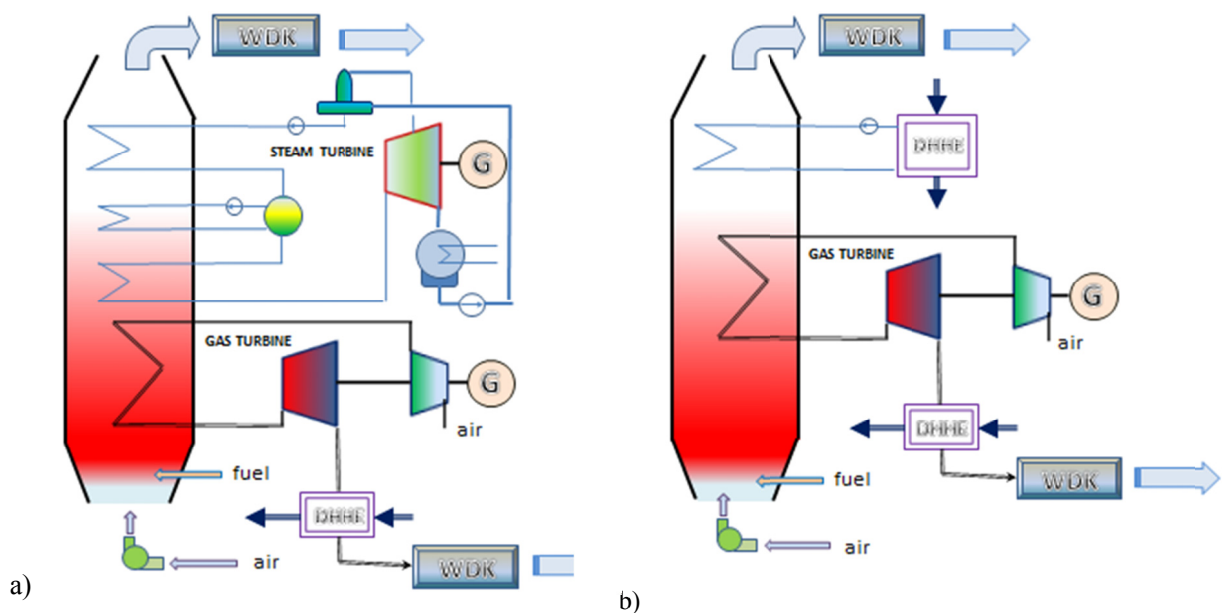 WDK
STEAM TURBINE
G
GAS TURBINE
G
air
fuel
DHHE
air
WDK
a)
WDK
DHHE
GAS TURBINE
G
air
DHHE
fuel
WDK
air
b)